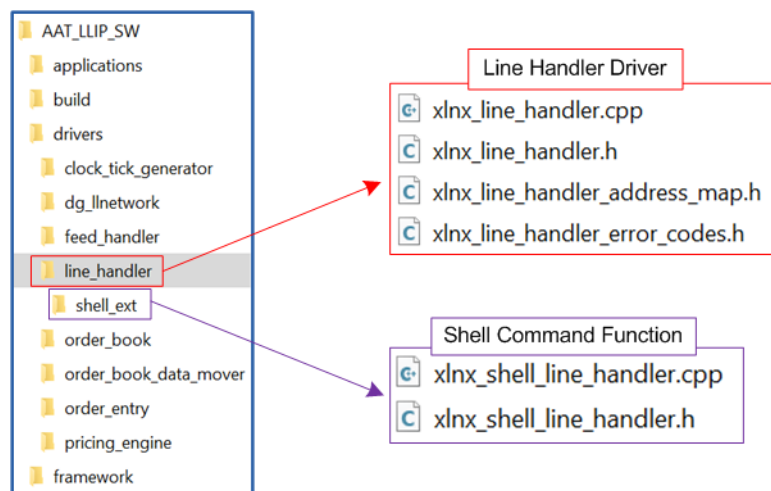 AAT_LLIP_SW
applications
build
drivers
clock_tick_generator
dg_llnetwork
feed_handler
line_handler
shell_ext
order_book
order_book_data_mover
order_entry
pricing_engine
framework
Line Handler Driver
xlnx_line_handler.cpp
xlnx_line_handler.h
xlnx_line_handler_address_map.h
xlnx_line_handler_error_codes.h
Shell Command Function
xlnx_shell_line_handler.cpp
xlnx_shell_line_handler.h